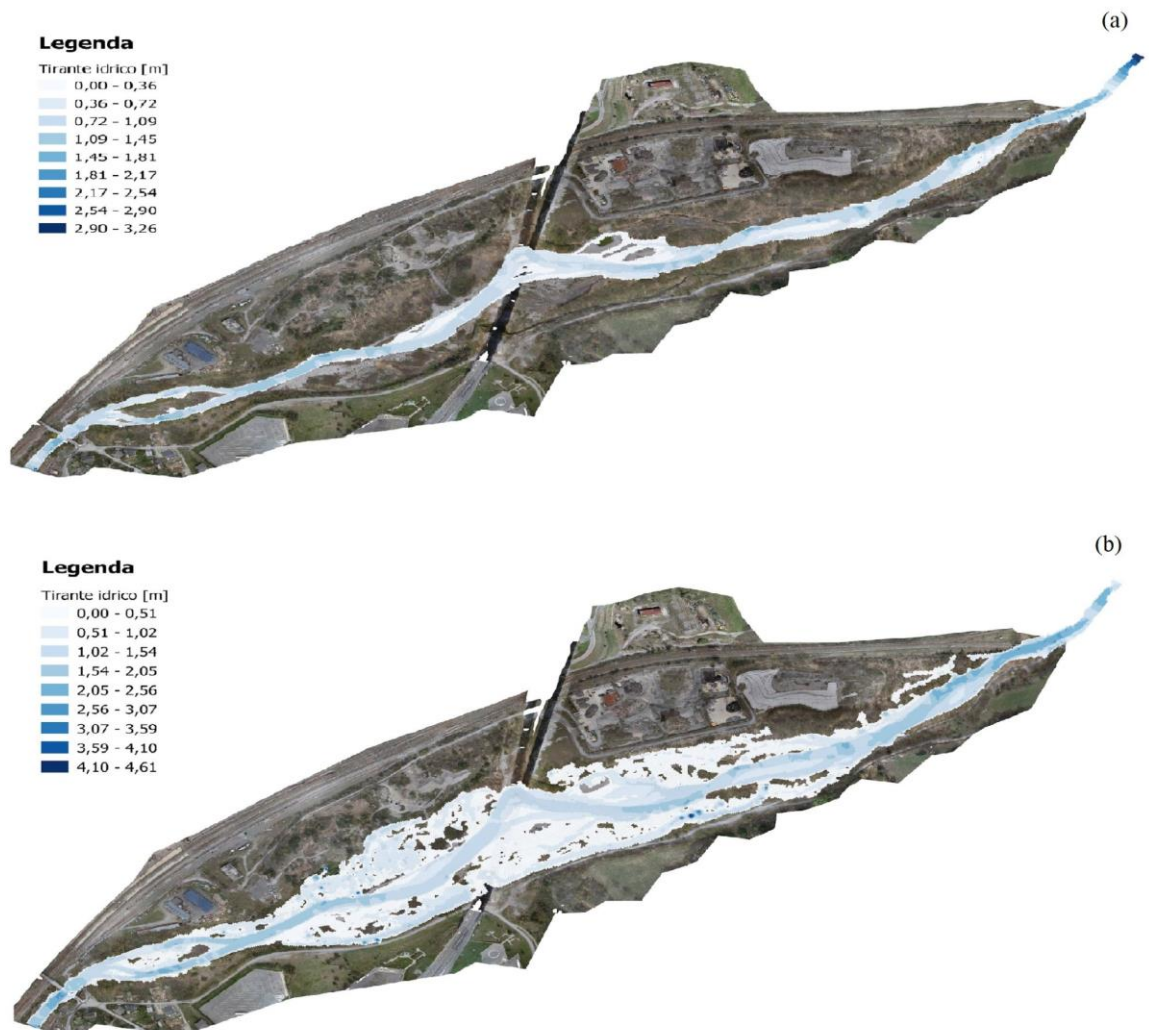 (a)
Legenda
Tirante idrico [m]
0,00 - 0,36
0,36 - 0,72
0,72 - 1,09
1,09 - 1,45
1,45 - 1,81
1,81 - 2,17
2,17 - 2,54
2,54 - 2,90
2,90 - 3,26
(b)
Legenda
Tirante idrico [m]
0,00 - 0,51
0,51 - 1,02
1,02 - 1,54
1,54 - 2,05
2,05 - 2,56
2,56 - 3,07
3,07 - 3,59
3,59 - 4,10
4,10 - 4,61